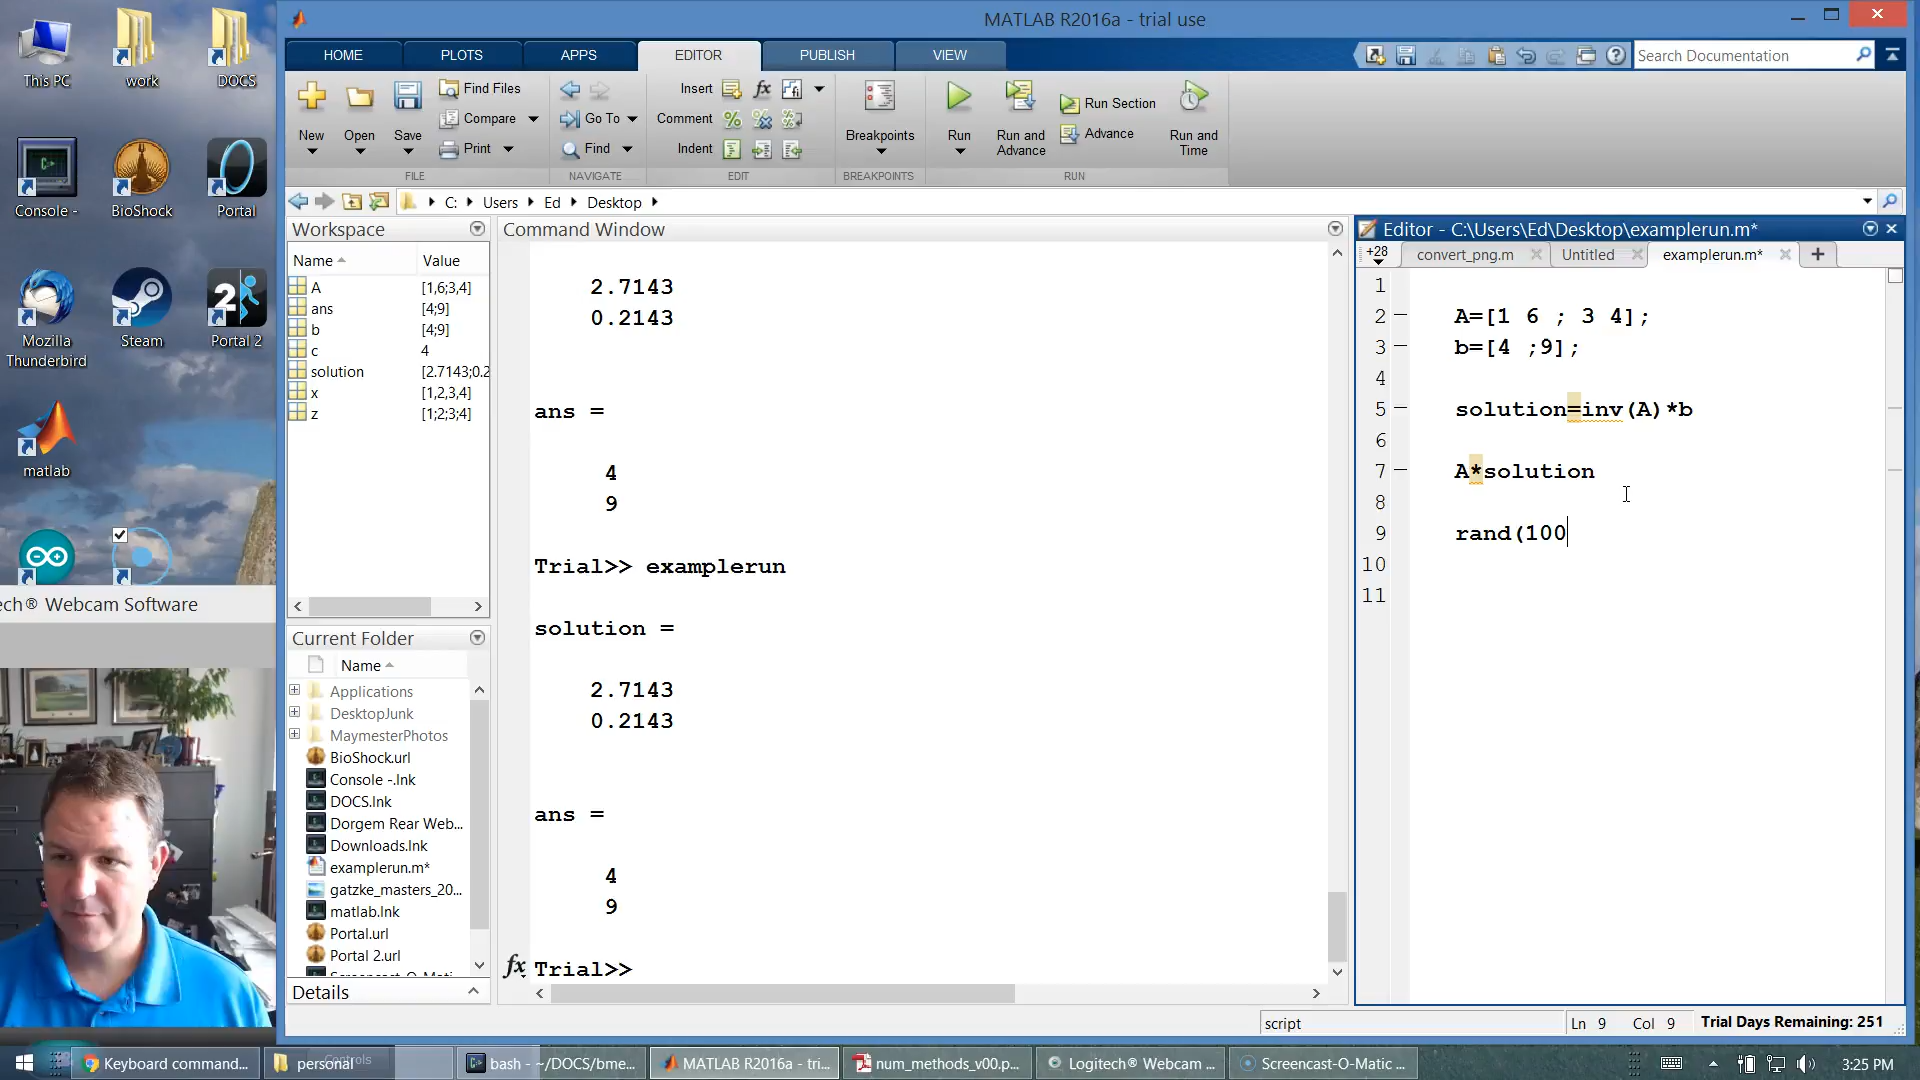 This PC
work
DOCS
Console -
BioShock
Portal
Mozilla
Thunderbird
Steam
Portal 2
matlab
ech® Webcam Software
MATLAB R2016a - trial use
HOME
PLOTS
APPS
EDITOR
PUBLISH
VIEW
Search Documentation
New
Open
Save
Find Files
Compare
Print
FILE
Go To
Find
NAVIGATE
Insert
fx
Comment
Indent
EDIT
Breakpoints
BREAKPOINTS
Run
Run and
Advance
Run Section
Advance
Run and
Time
RUN
C:
Users
Ed
Desktop
Workspace
Name Value
A [1,6;3,4]
ans [4;9]
b [4;9]
c 4
solution [2.7143;0.2
x [1,2,3,4]
z [1;2;3;4]
Current Folder
Name
Applications
DesktopJunk
MaymesterPhotos
BioShock.url
Console -.lnk
DOCS.lnk
Dorgem Rear Web...
Downloads.lnk
examplerun.m*
gatzke_masters_20...
matlab.lnk
Portal.url
Portal 2.url
Details
Command Window
2.7143
0.2143
ans =
4
9
Trial>> examplerun
solution =
2.7143
0.2143
ans =
4
9
fx Trial>>
Editor - C:\Users\Ed\Desktop\examplerun.m*
+28
convert_png.m
Untitled
examplerun.m*
1
2 A=[1 6 ; 3 4];
3 b=[4 ;9];
4
5 solution=inv(A)*b
6
7 A*solution
8
9 rand(100
10
11
script
Ln 9 Col 9
Trial Days Remaining: 251
Keyboard command...
personal
Controls
bash - ~/DOCS/bme...
MATLAB R2016a - tri...
num_methods_v00.p...
Logitech® Webcam ...
Screencast-O-Matic ...
3:25 PM